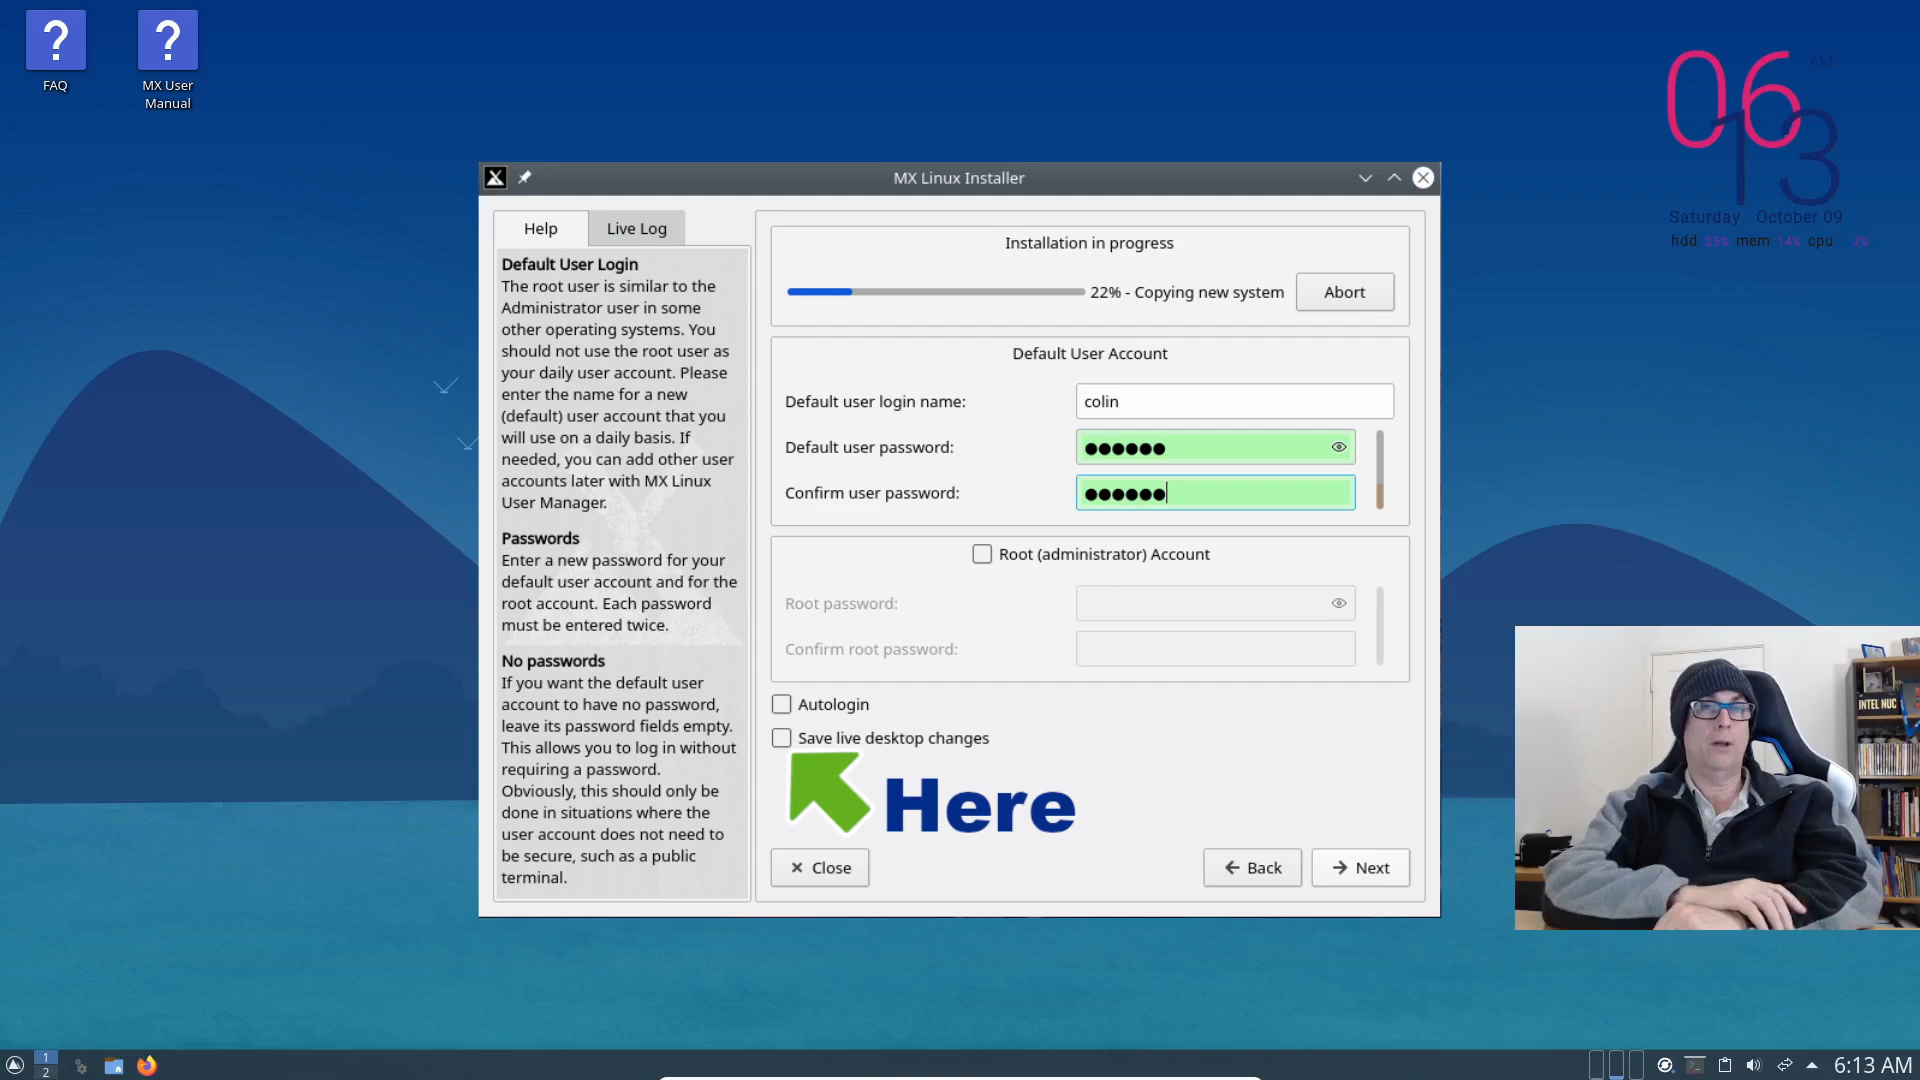 FAQ
MX User
Manual
06
AM
13
Saturday October 09
hdd 25% mem 14% cpu
MX Linux Installer
Help
Live Log
Default User Login
The root user is similar to the
Administrator user in some
other operating systems. You
should not use the root user as
your daily user account. Please
enter the name for a new
(default) user account that you
will use on a daily basis. If
needed, you can add other user
accounts later with MX Linux
User Manager.
Passwords
Enter a new password for your
default user account and for the
root account. Each password
must be entered twice.
No passwords
If you want the default user
account to have no password,
leave its password fields empty.
This allows you to log in without
requiring a password.
Obviously, this should only be
done in situations where the
user account does not need to
be secure, such as a public
terminal.
Installation in progress
22% - Copying new system
Abort
Default User Account
Default user login name:
colin
Default user password:
●●●●●●
Confirm user password:
●●●●●●
Root (administrator) Account
Root password:
Confirm root password:
Autologin
Save live desktop changes
Here
Close
Back
Next
INTEL NUC
1
2
6:13 AM